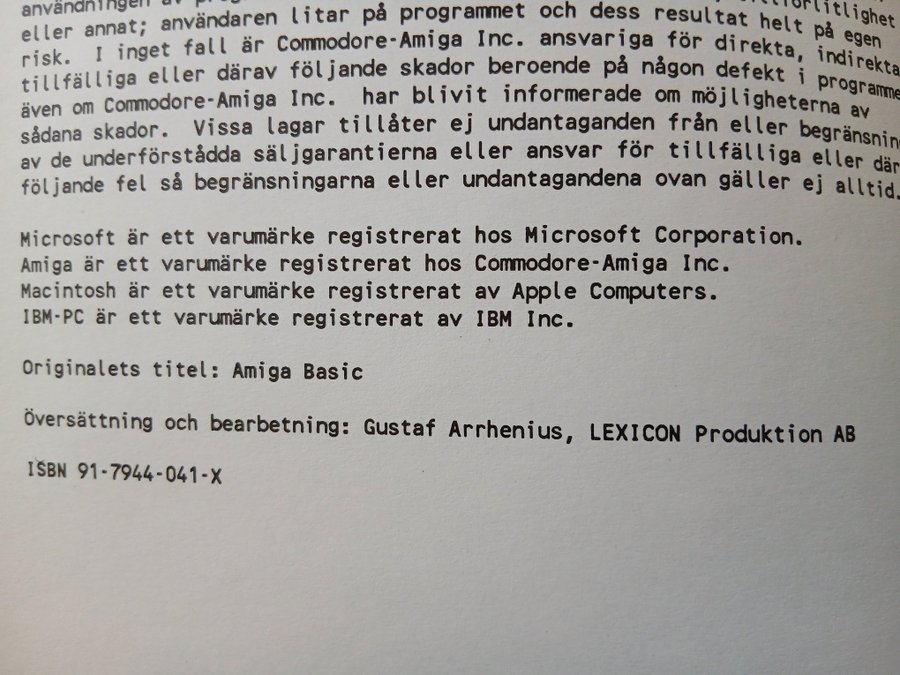 användningen av
eller annat; användaren litar på programmet och dess resultat helt på egen
risk. I inget fall är Commodore-Amiga Inc. ansvariga för direkta, indirekta
tillfälliga eller därav följande skador beroende på någon defekt i programme
även om Commodore-Amiga Inc. har blivit informerade om möjligheterna av
sådana skador. Vissa lagar tillåter ej undantaganden från eller begränsnin
av de underförstådda säljgarantierna eller ansvar för tillfälliga eller där
följande fel så begränsningarna eller undantagandena ovan gäller ej alltid.
Microsoft är ett varumärke registrerat hos Microsoft Corporation.
Amiga är ett varumärke registrerat hos Commodore-Amiga Inc.
Macintosh är ett varumärke registrerat av Apple Computers.
IBM-PC är ett varumärke registrerat av IBM Inc.
Originalets titel: Amiga Basic
Översättning och bearbetning: Gustaf Arrhenius, LEXICON Produktion AB
ISBN 91-7944-041-X